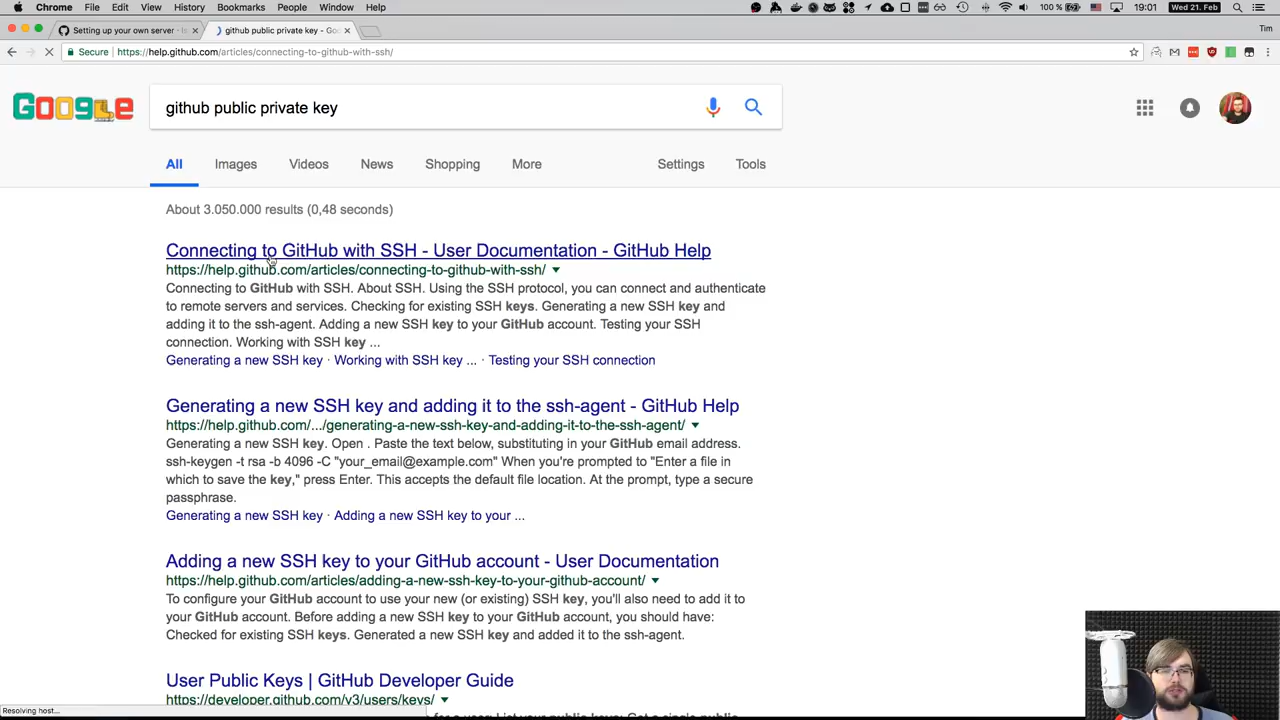 Chrome File Edit View History Bookmarks People Window Help 100 % 19:01 Wed 21. Feb
Setting up your own server - Is
github public private key - Goo
Tim
Secure https://help.github.com/articles/connecting-to-github-with-ssh/
Google
github public private key
All Images Videos News Shopping More Settings Tools
About 3.050.000 results (0,48 seconds)
Connecting to GitHub with SSH - User Documentation - GitHub Help
https://help.github.com/articles/connecting-to-github-with-ssh/
Connecting to GitHub with SSH. About SSH. Using the SSH protocol, you can connect and authenticate
to remote servers and services. Checking for existing SSH keys. Generating a new SSH key and
adding it to the ssh-agent. Adding a new SSH key to your GitHub account. Testing your SSH
connection. Working with SSH key ...
Generating a new SSH key · Working with SSH key ... · Testing your SSH connection
Generating a new SSH key and adding it to the ssh-agent - GitHub Help
https://help.github.com/.../generating-a-new-ssh-key-and-adding-it-to-the-ssh-agent/
Generating a new SSH key. Open . Paste the text below, substituting in your GitHub email address.
ssh-keygen -t rsa -b 4096 -C "your_email@example.com" When you're prompted to "Enter a file in
which to save the key," press Enter. This accepts the default file location. At the prompt, type a secure
passphrase.
Generating a new SSH key · Adding a new SSH key to your ...
Adding a new SSH key to your GitHub account - User Documentation
https://help.github.com/articles/adding-a-new-ssh-key-to-your-github-account/
To configure your GitHub account to use your new (or existing) SSH key, you'll also need to add it to
your GitHub account. Before adding a new SSH key to your GitHub account, you should have:
Checked for existing SSH keys. Generated a new SSH key and added it to the ssh-agent.
User Public Keys | GitHub Developer Guide
https://developer.github.com/v3/users/keys/
Resolving host...
for a user; List your public keys; Get a single public